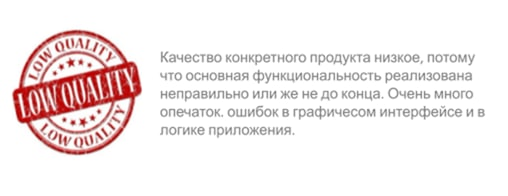 LOW QUALITY
LOW QUALITY
LOW QUALITY
Качество конкретного продукта низкое, потому
что основная функциональность реализована
неправильно или же не до конца. Очень много
опечаток. ошибок в графичесом интерфейсе и в
логике приложения.